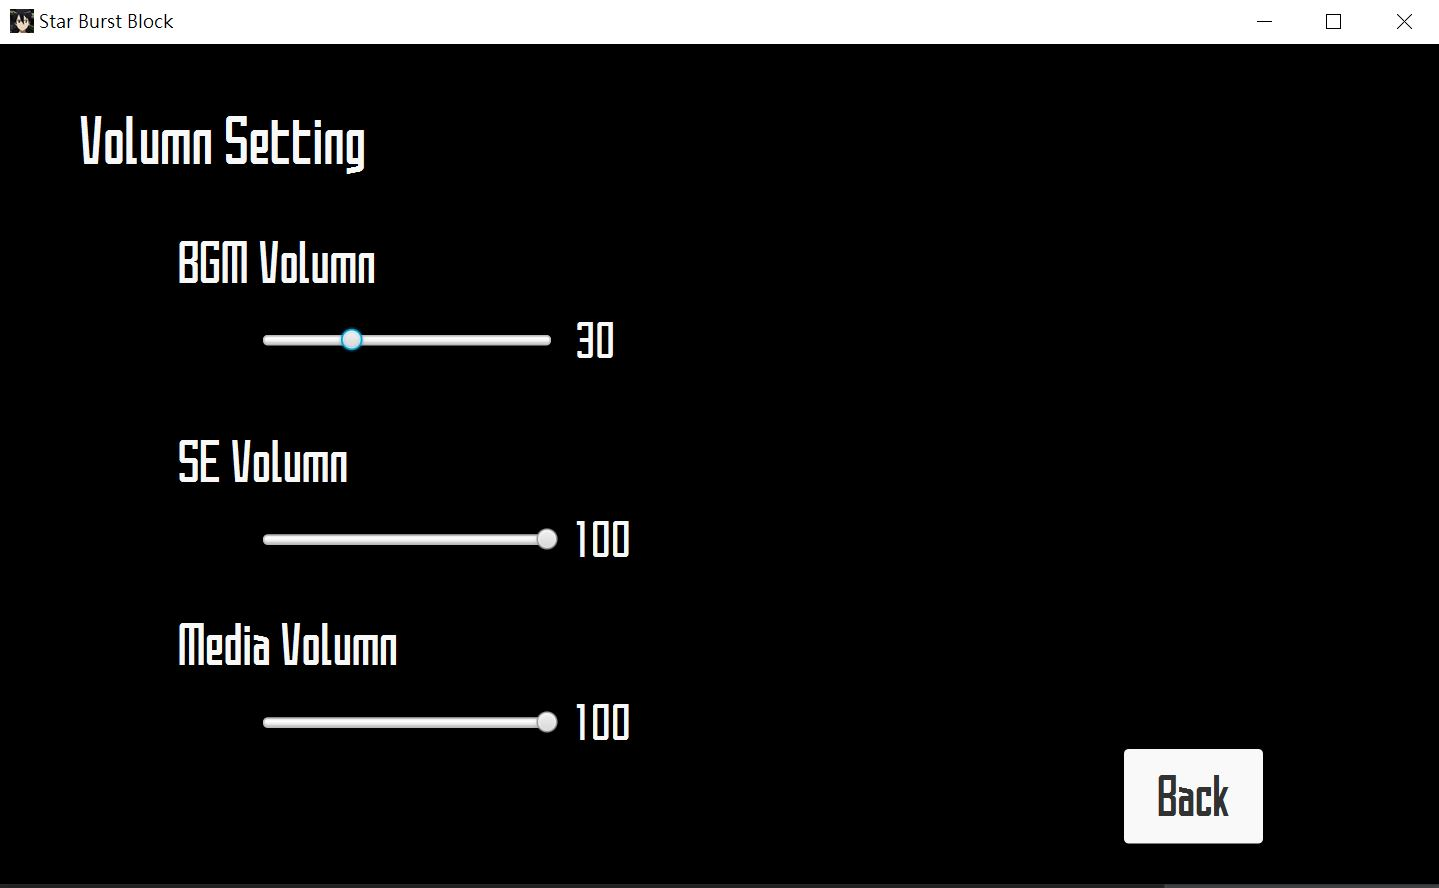 Star Burst Block
Volumn Setting
BGM Volumn
30
SE Volumn
100
Media Volumn
100
Back